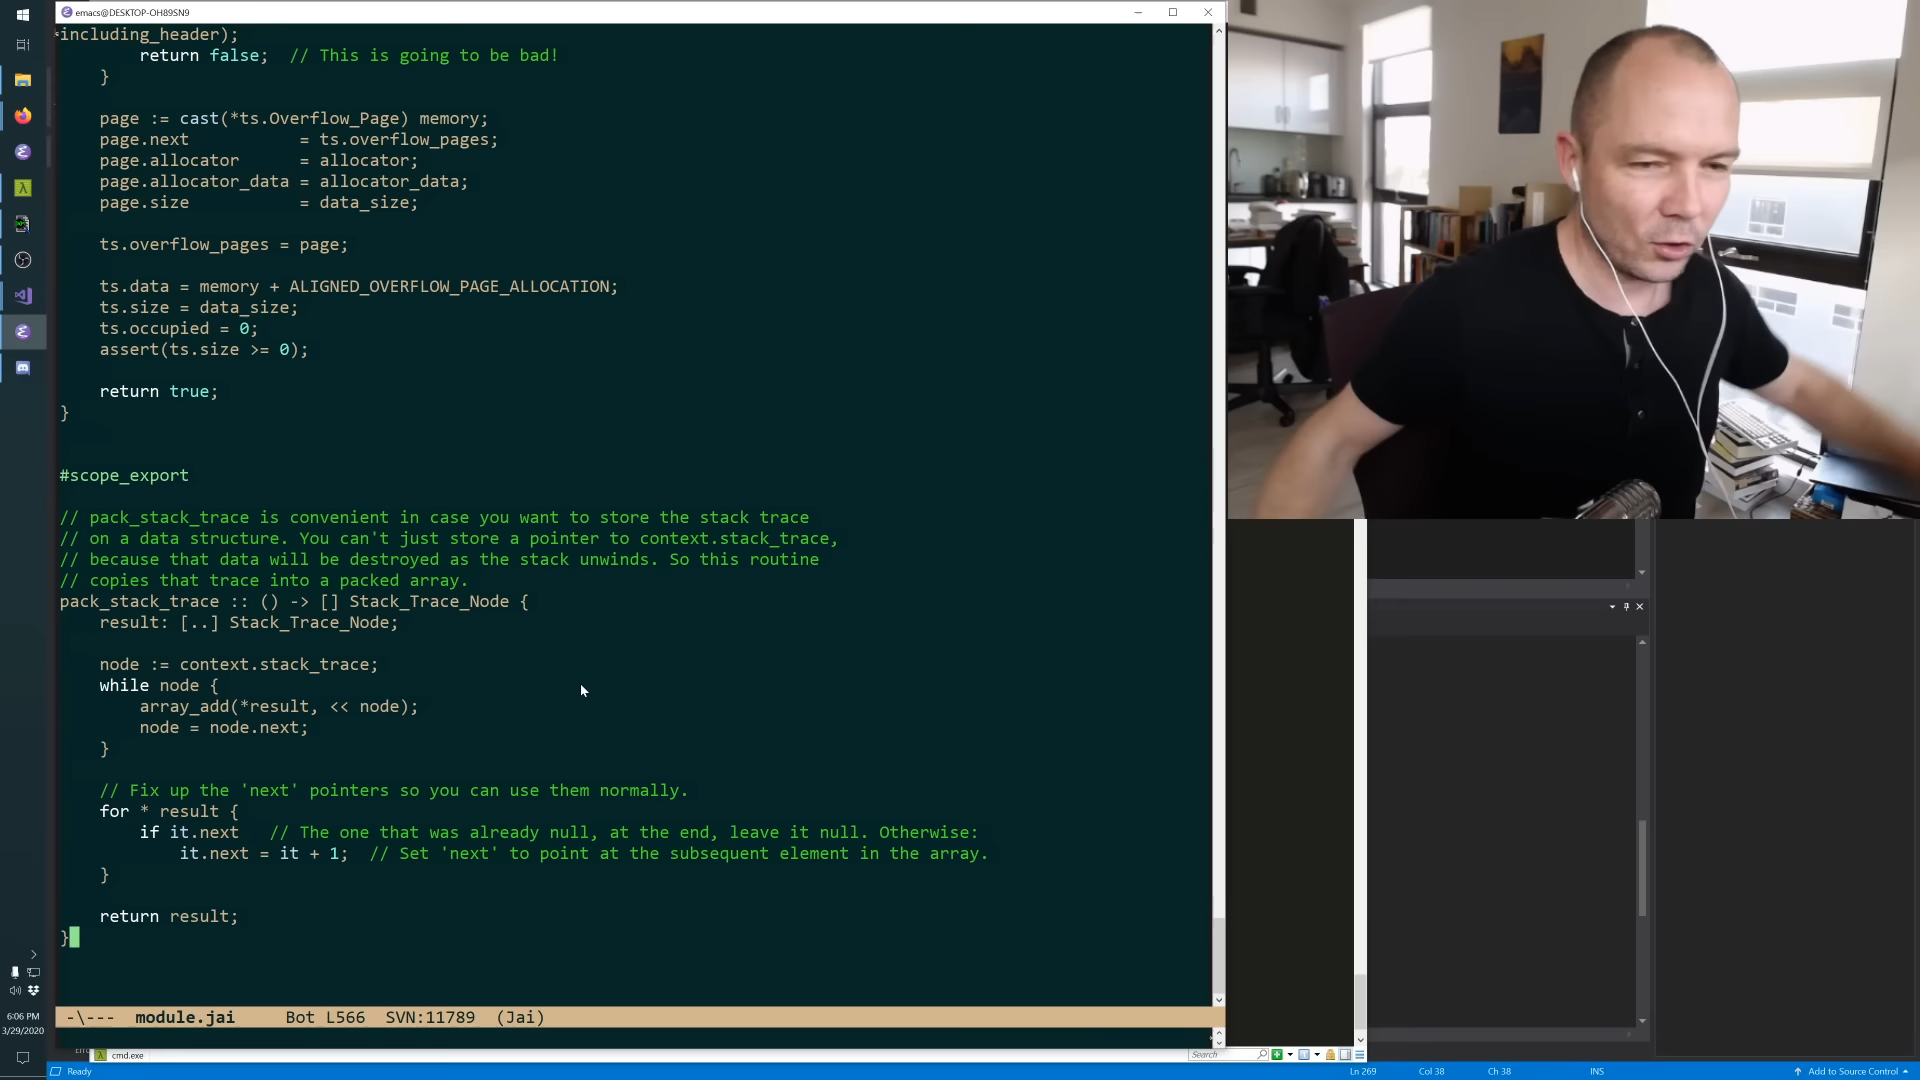 emacs@DESKTOP-OH89SN9
*including_header);
        return false;  // This is going to be bad!
    }
    page := cast(*ts.Overflow_Page) memory;
    page.next           = ts.overflow_pages;
    page.allocator      = allocator;
    page.allocator_data = allocator_data;
    page.size           = data_size;
    ts.overflow_pages = page;
    ts.data = memory + ALIGNED_OVERFLOW_PAGE_ALLOCATION;
    ts.size = data_size;
    ts.occupied = 0;
    assert(ts.size >= 0);
    return true;
}
#scope_export
// pack_stack_trace is convenient in case you want to store the stack trace
// on a data structure. You can't just store a pointer to context.stack_trace,
// because that data will be destroyed as the stack unwinds. So this routine
// copies that trace into a packed array.
pack_stack_trace :: () -> [] Stack_Trace_Node {
    result: [..] Stack_Trace_Node;
    node := context.stack_trace;
    while node {
        array_add(*result, << node);
        node = node.next;
    }
    // Fix up the 'next' pointers so you can use them normally.
    for * result {
        if it.next   // The one that was already null, at the end, leave it null. Otherwise:
            it.next = it + 1;  // Set 'next' to point at the subsequent element in the array.
    }
    return result;
}
-\---  module.jai     Bot L566  SVN:11789  (Jai)
6:06 PM
3/29/2020
cmd.exe
Search
Ready
Ln 269
Col 38
Ch 38
INS
Add to Source Control